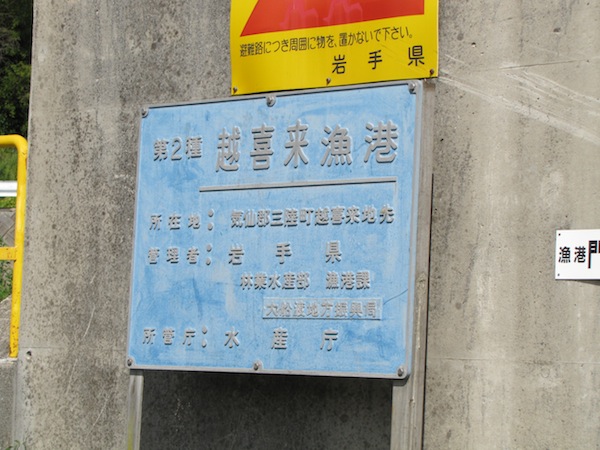 避難路につき周囲に物を、置かないで下さい。
岩手県
第2種 越喜来漁港
所在地：気仙郡三陸町越喜来地先
管理者：岩手県
林業水産部 漁港課
大船渡地方振興局
所管庁：水産庁
漁港門